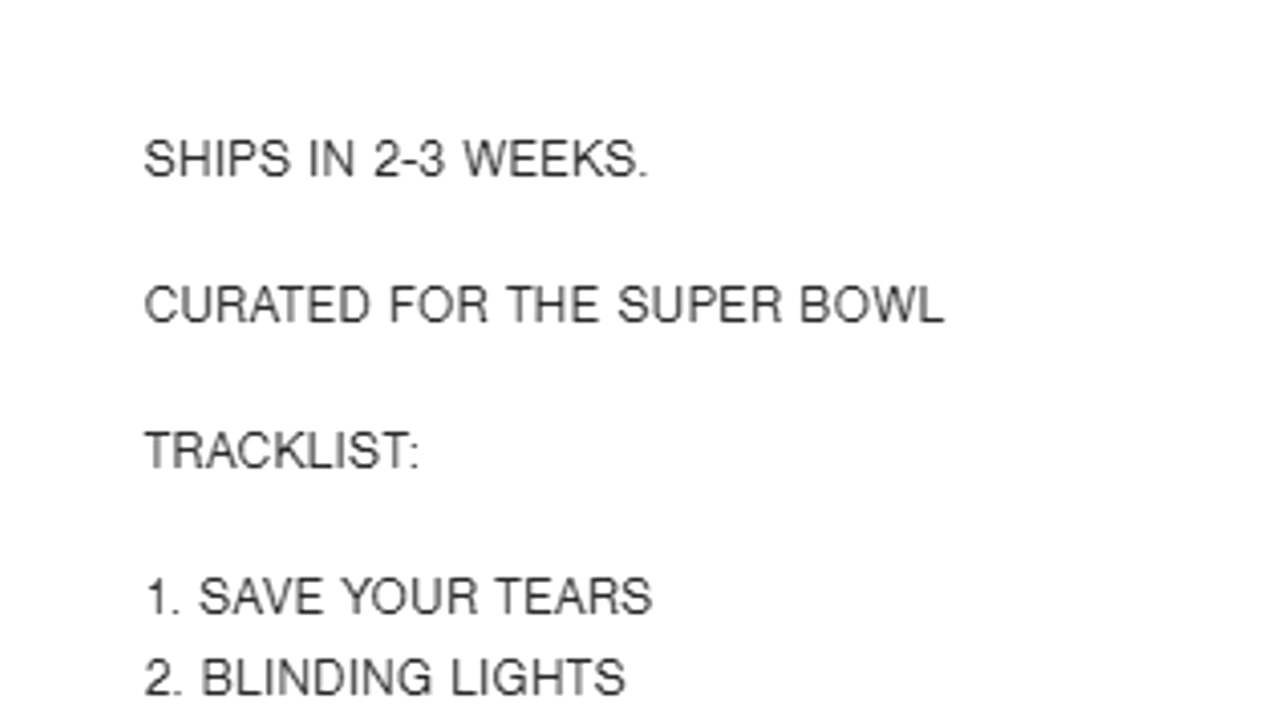 SHIPS IN 2-3 WEEKS.
CURATED FOR THE SUPER BOWL
TRACKLIST:
1. SAVE YOUR TEARS
2. BLINDING LIGHTS